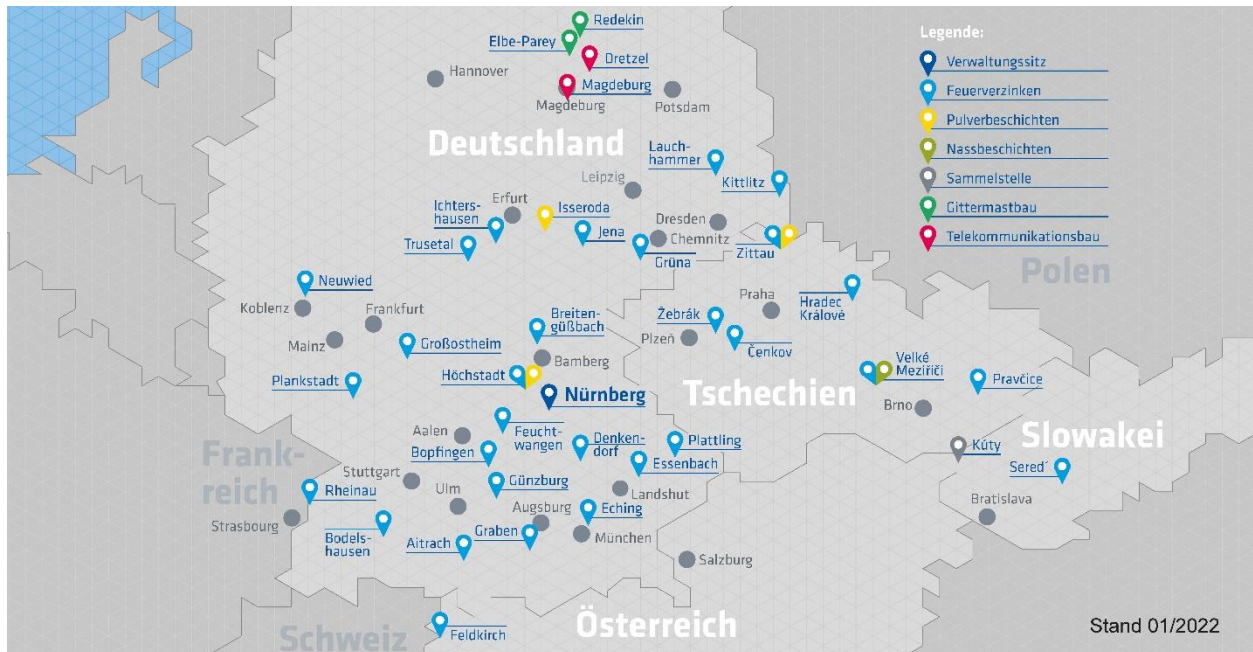 Redekin
Elbe-Parey
Dretzel
Hannover
Magdeburg
Magdeburg
Potsdam
Deutschland
Lauch-
hammer
Leipzig
Kittlitz
Ichters-
hausen
Erfurt
Isseroda
Dresden
Trusetal
Jena
Chemnitz
Grüna
Zittau
Neuwied
Koblenz
Frankfurt
Mainz
Großostheim
Breiten-
güßbach
Bamberg
Žebrák
Praha
Hradec
Králové
Plzeň
Čenkov
Plankstadt
Höchstadt
Nürnberg
Tschechien
Velké
Meziříčí
Pravčice
Brno
Slowakei
Aalen
Feucht-
wangen
Denken-
dorf
Plattling
Bopfingen
Essenbach
Kúty
Sered´
Frank-
reich
Stuttgart
Rheinau
Ulm
Günzburg
Landshut
Strasbourg
Augsburg
Eching
Bratislava
Bodels-
hausen
Aitrach
Graben
München
Salzburg
Österreich
Schweiz
Feldkirch
Legende:
Verwaltungssitz
Feuerverzinken
Pulverbeschichten
Nassbeschichten
Sammelstelle
Gittermastbau
Telekommunikationsbau
Polen
Stand 01/2022